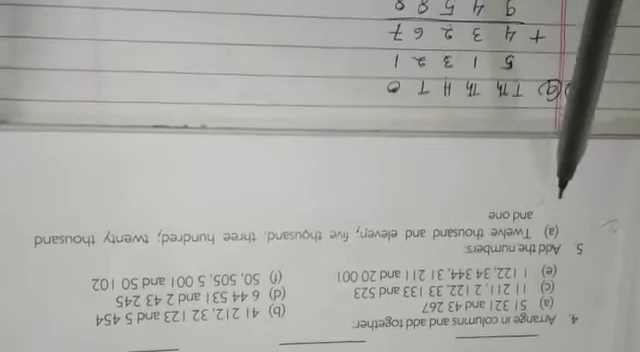 4. Arrange in columns and add together:
(a) 51 321 and 43 267 (b) 41 212, 32 123 and 5 454
(c) 11 211, 2 122, 33 133 and 523 (d) 6 44 531 and 2 43 245
(e) 1 122, 34 344, 31 211 and 20 001 (f) 50, 505, 5 001 and 50 102
5. Add the numbers:
(a) Twelve thousand and eleven, five thousand, three hundred, twenty thousand
and one
(a) T Th Th H T O
5 1 3 2 1
+ 4 3 2 6 7
9 4 5 8 8